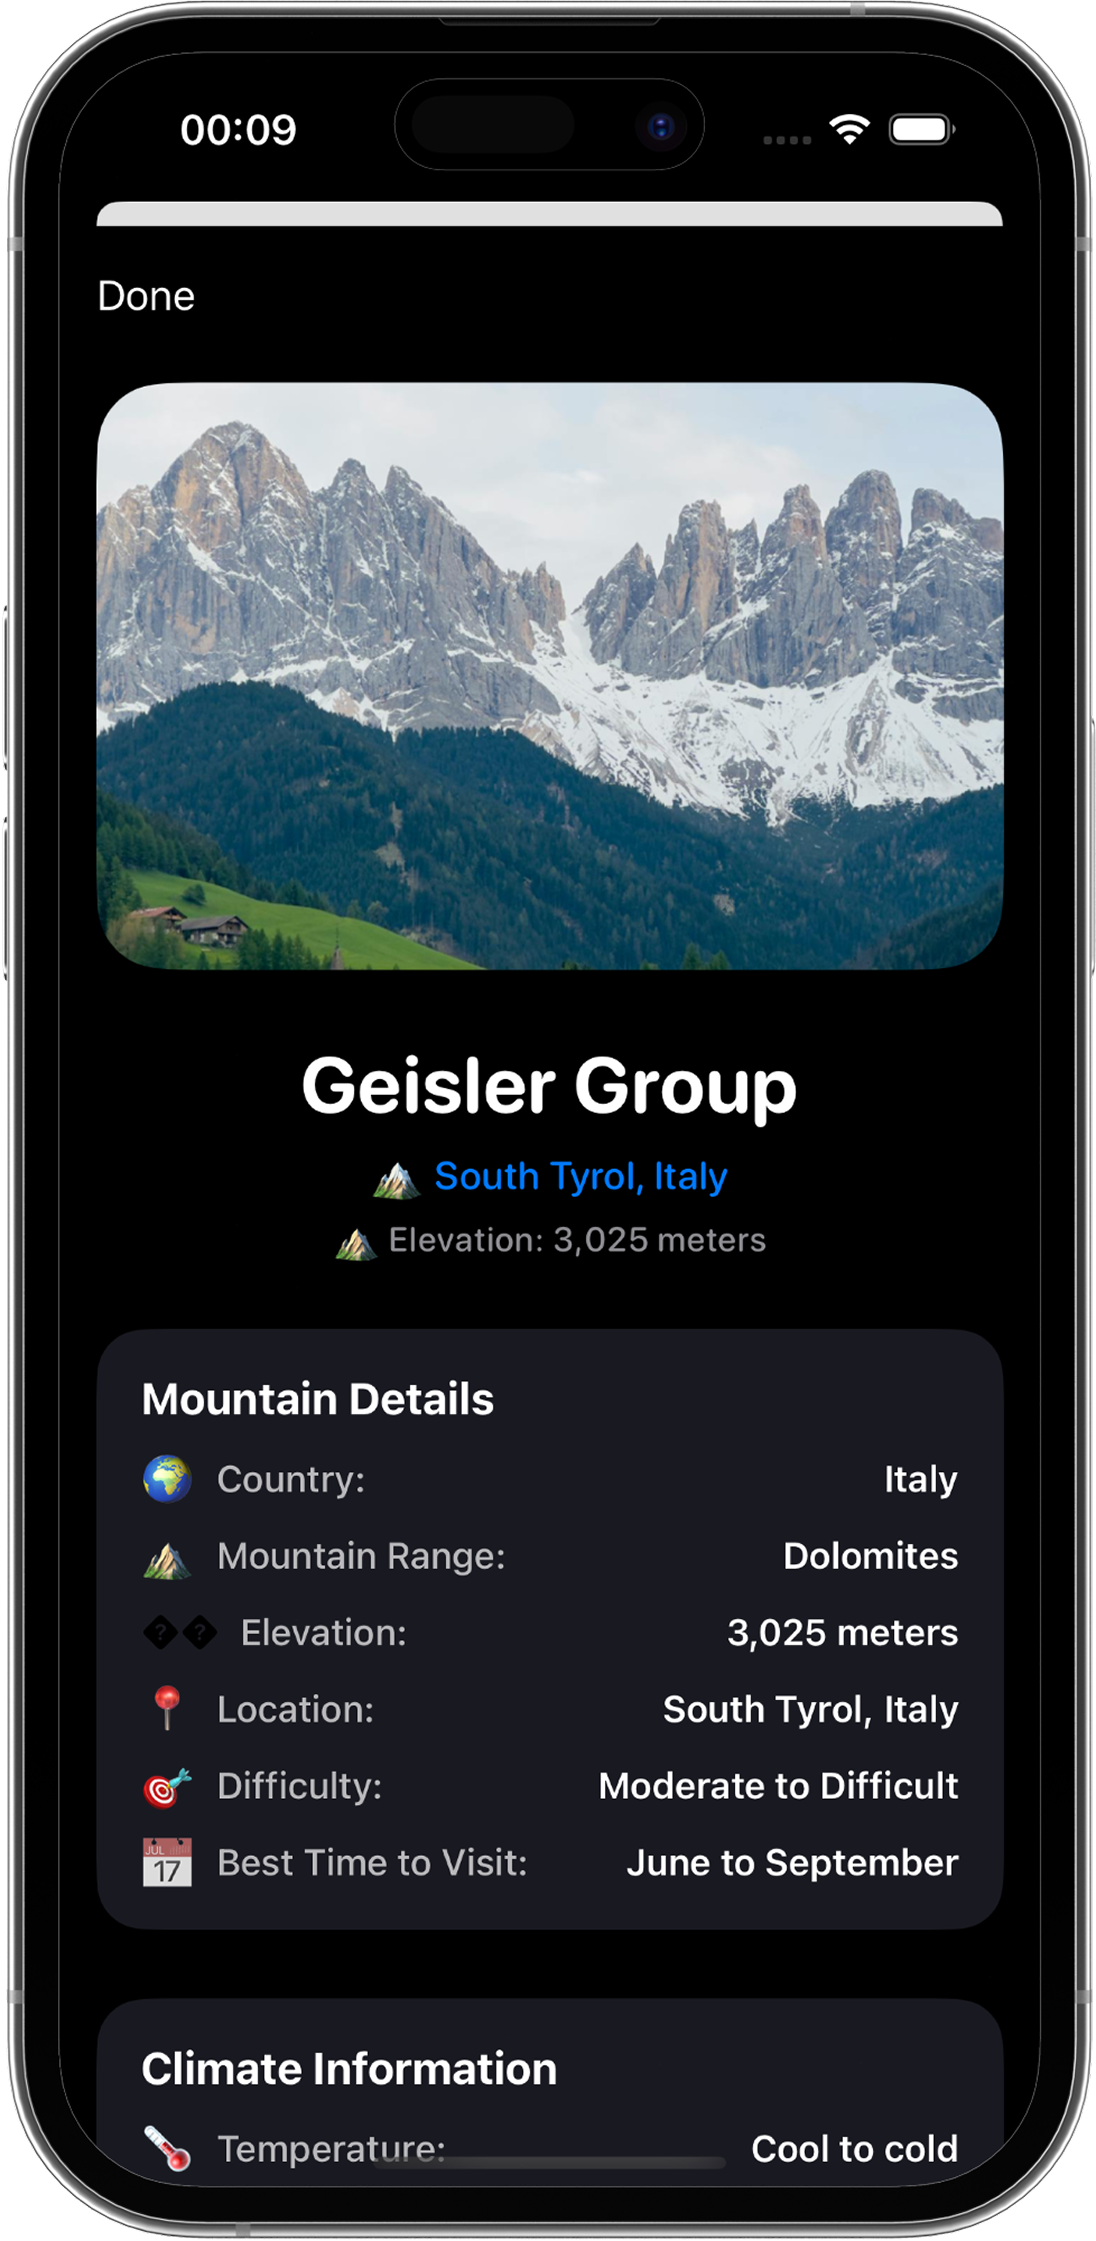 00:09
Done
Geisler Group
⛰️ South Tyrol, Italy
⛰️ Elevation: 3,025 meters
Mountain Details
🌍 Country: Italy
⛰️ Mountain Range: Dolomites
�� Elevation: 3,025 meters
📍 Location: South Tyrol, Italy
🎯 Difficulty: Moderate to Difficult
📅 Best Time to Visit: June to September
Climate Information
🌡️ Temperature: Cool to cold